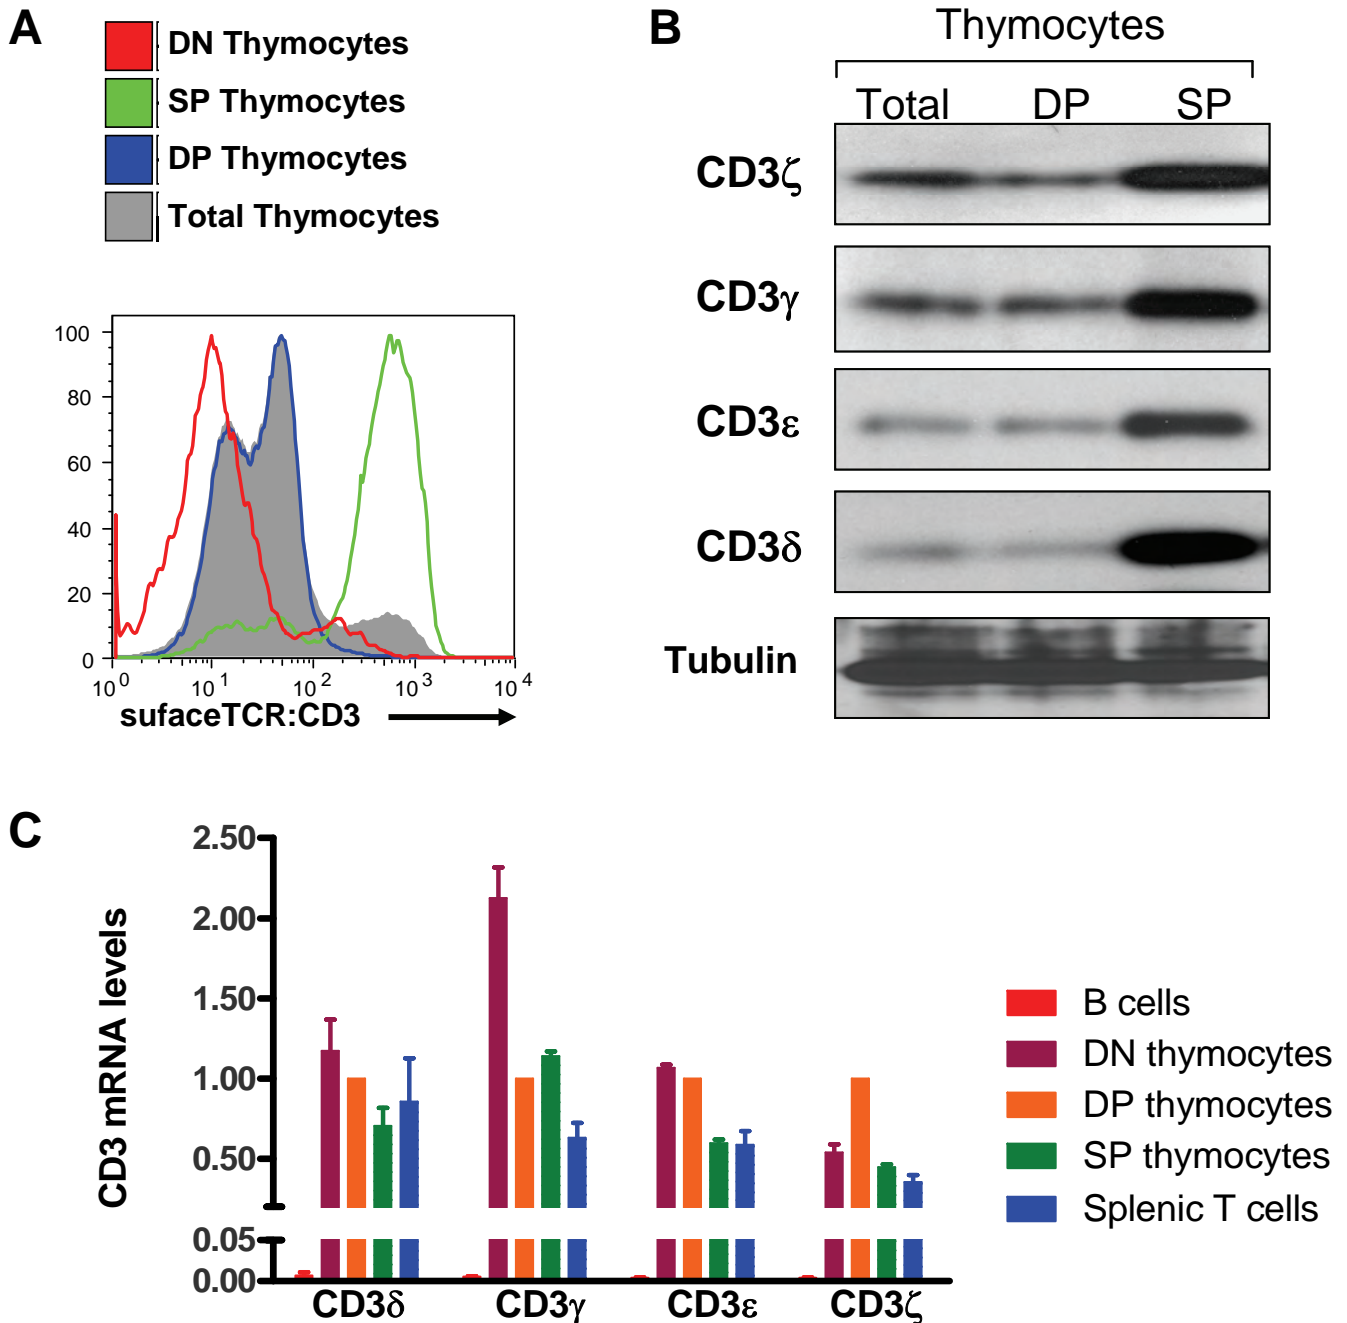 A
DN Thymocytes
SP Thymocytes
DP Thymocytes
Total Thymocytes
100
80
60
40
20
0
10^0 10^1 10^2 10^3 10^4
sufaceTCR:CD3
B
Thymocytes
Total DP SP
CD3ζ
CD3γ
CD3ε
CD3δ
Tubulin
C
CD3 mRNA levels
2.50
2.00
1.50
1.00
0.50
0.05
0.00
CD3δ CD3γ CD3ε CD3ζ
B cells
DN thymocytes
DP thymocytes
SP thymocytes
Splenic T cells